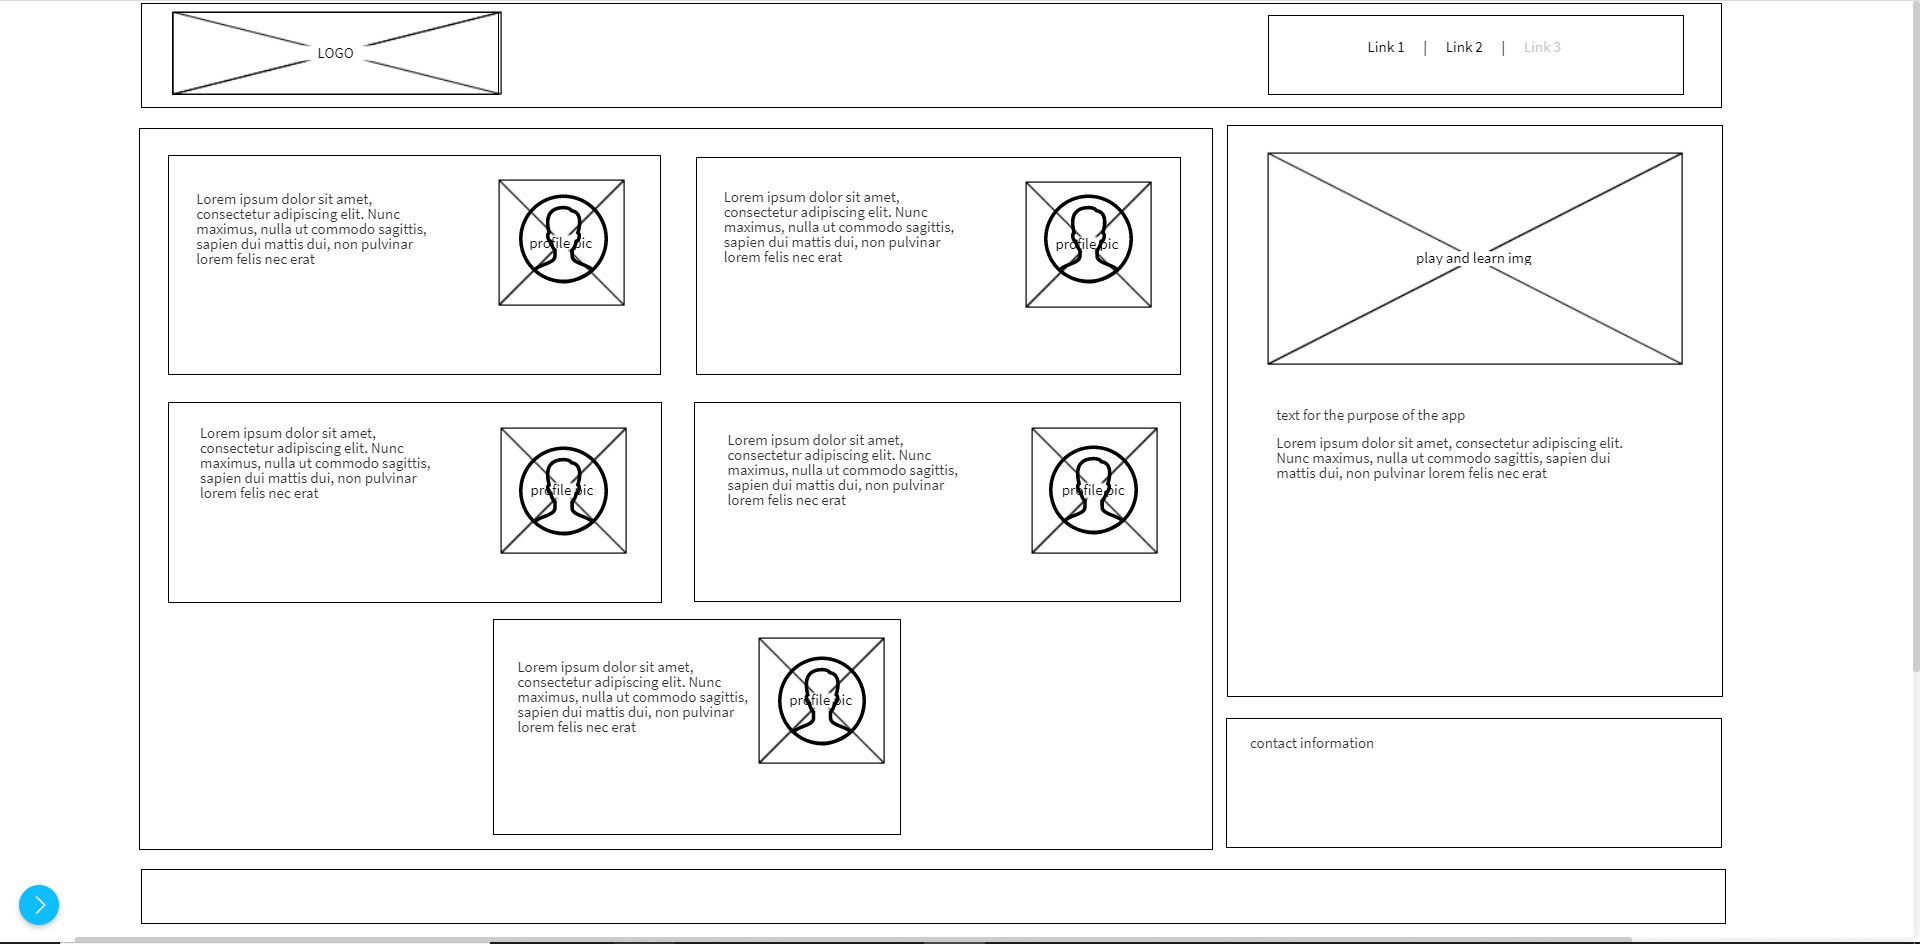 LOGO
Link 1 | Link 2 | Link 3
Lorem ipsum dolor sit amet,
consectetur adipiscing elit. Nunc
maximus, nulla ut commodo sagittis,
sapien dui mattis dui, non pulvinar
lorem felis nec erat
profile pic
Lorem ipsum dolor sit amet,
consectetur adipiscing elit. Nunc
maximus, nulla ut commodo sagittis,
sapien dui mattis dui, non pulvinar
lorem felis nec erat
profile pic
Lorem ipsum dolor sit amet,
consectetur adipiscing elit. Nunc
maximus, nulla ut commodo sagittis,
sapien dui mattis dui, non pulvinar
lorem felis nec erat
profile pic
Lorem ipsum dolor sit amet,
consectetur adipiscing elit. Nunc
maximus, nulla ut commodo sagittis,
sapien dui mattis dui, non pulvinar
lorem felis nec erat
profile pic
Lorem ipsum dolor sit amet,
consectetur adipiscing elit. Nunc
maximus, nulla ut commodo sagittis,
sapien dui mattis dui, non pulvinar
lorem felis nec erat
profile pic
play and learn img
text for the purpose of the app
Lorem ipsum dolor sit amet, consectetur adipiscing elit.
Nunc maximus, nulla ut commodo sagittis, sapien dui
mattis dui, non pulvinar lorem felis nec erat
contact information